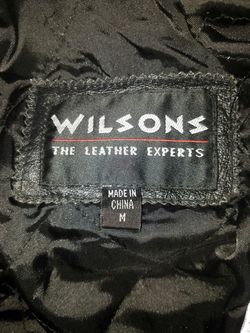 WILSONS
THE LEATHER EXPERTS
MADE IN
CHINA
M